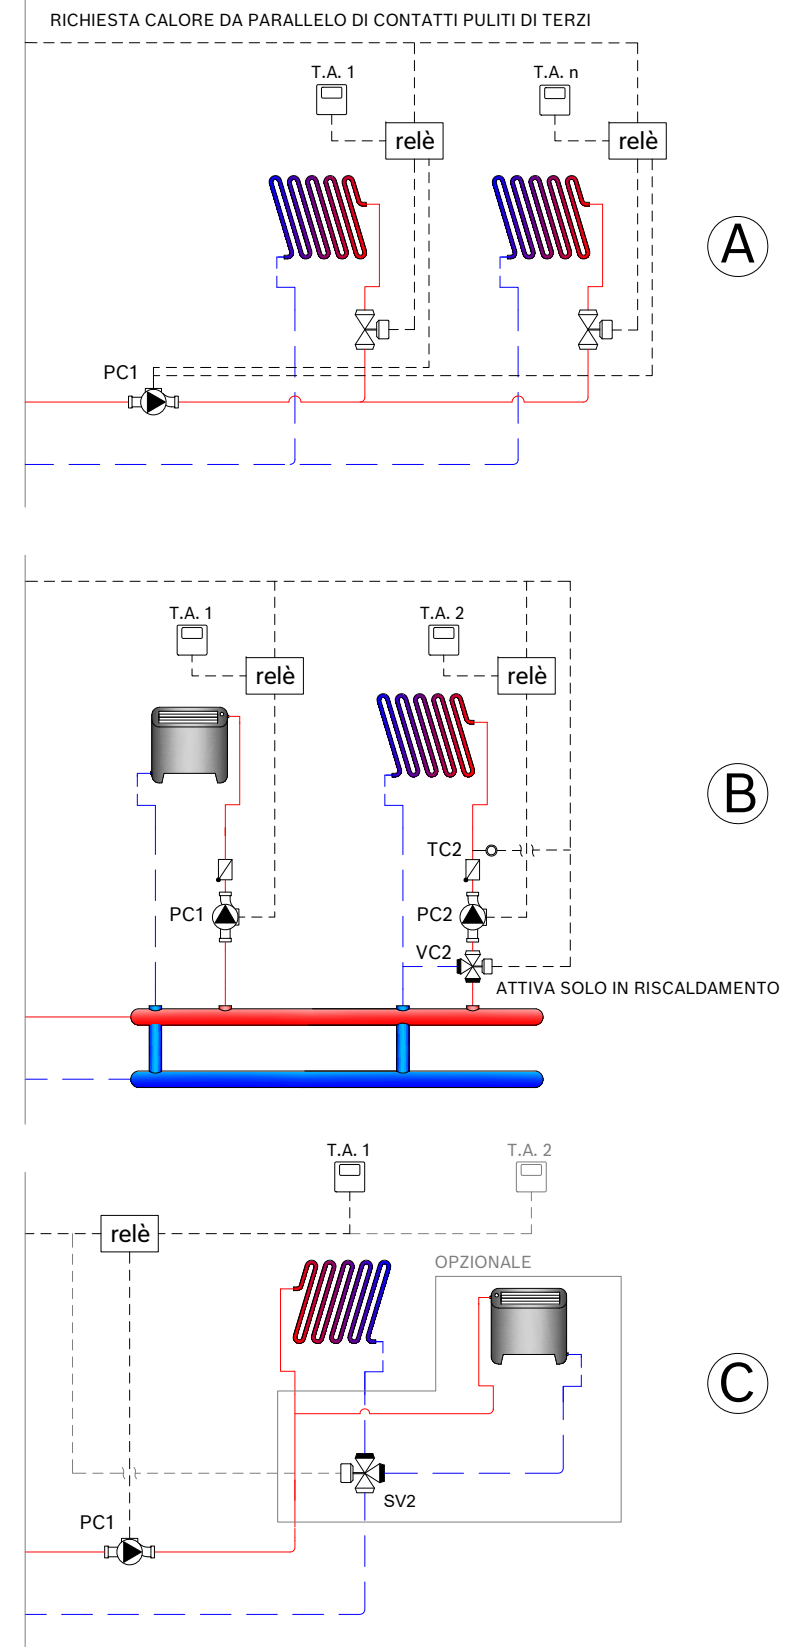 RICHIESTA CALORE DA PARALLELO DI CONTATTI PULITI DI TERZI
T.A. 1
T.A. n
relè
relè
A
PC1
T.A. 1
T.A. 2
relè
relè
B
TC2
PC1
PC2
VC2
ATTIVA SOLO IN RISCALDAMENTO
T.A. 1
T.A. 2
relè
OPZIONALE
C
SV2
PC1